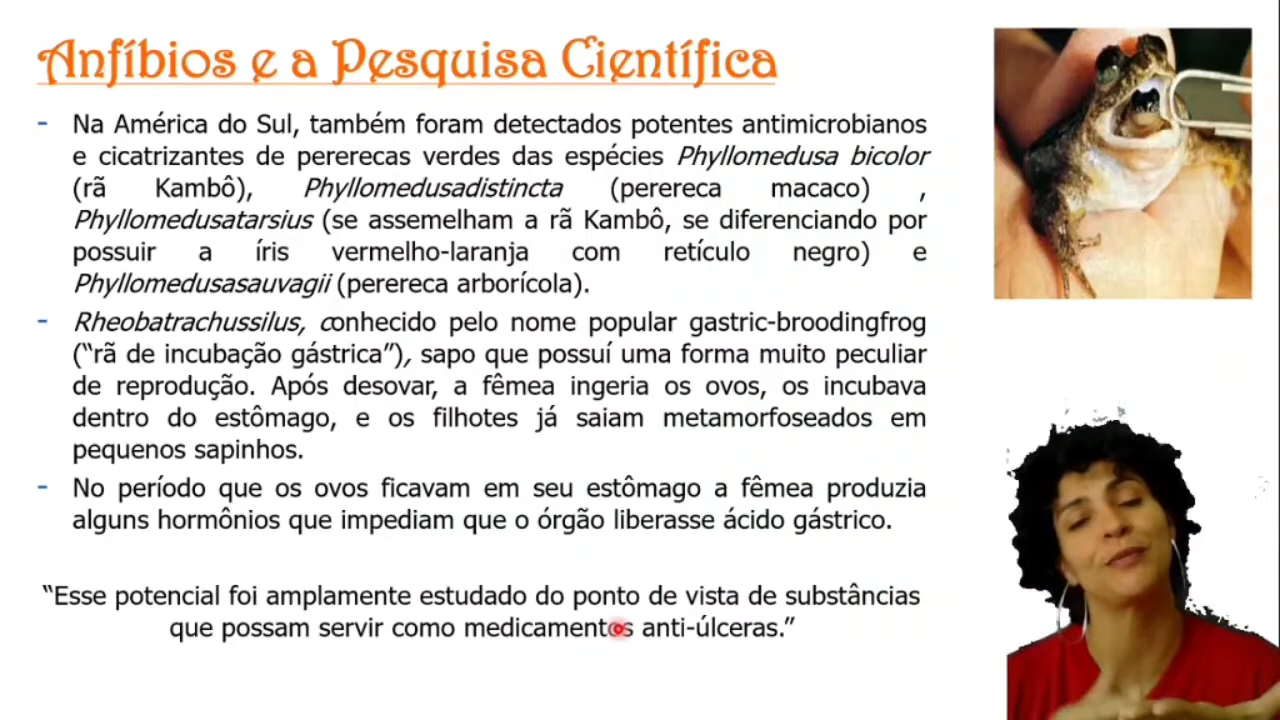 Anfíbios e a Pesquisa Científica
- Na América do Sul, também foram detectados potentes antimicrobianos
e cicatrizantes de pererecas verdes das espécies Phyllomedusa bicolor
(rã Kambô), Phyllomedusadistincta (perereca macaco) ,
Phyllomedusatarsius (se assemelham a rã Kambô, se diferenciando por
possuir a íris vermelho-laranja com retículo negro) e
Phyllomedusasauvagii (perereca arborícola).
- Rheobatrachussilus, conhecido pelo nome popular gastric-broodingfrog
(“rã de incubação gástrica”), sapo que possuí uma forma muito peculiar
de reprodução. Após desovar, a fêmea ingeria os ovos, os incubava
dentro do estômago, e os filhotes já saiam metamorfoseados em
pequenos sapinhos.
- No período que os ovos ficavam em seu estômago a fêmea produzia
alguns hormônios que impediam que o órgão liberasse ácido gástrico.
“Esse potencial foi amplamente estudado do ponto de vista de substâncias
que possam servir como medicamentos anti-úlceras.”